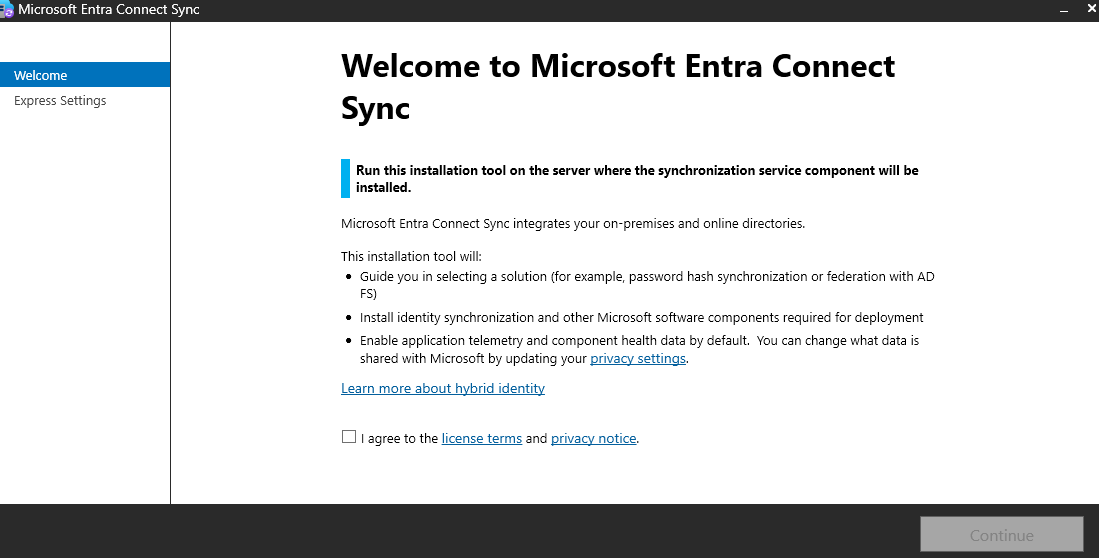 Microsoft Entra Connect Sync
Welcome
Express Settings
Welcome to Microsoft Entra Connect
Sync
Run this installation tool on the server where the synchronization service component will be
installed.
Microsoft Entra Connect Sync integrates your on-premises and online directories.
This installation tool will:
• Guide you in selecting a solution (for example, password hash synchronization or federation with AD
FS)
• Install identity synchronization and other Microsoft software components required for deployment
• Enable application telemetry and component health data by default.  You can change what data is
shared with Microsoft by updating your privacy settings.
Learn more about hybrid identity
I agree to the license terms and privacy notice.
Continue